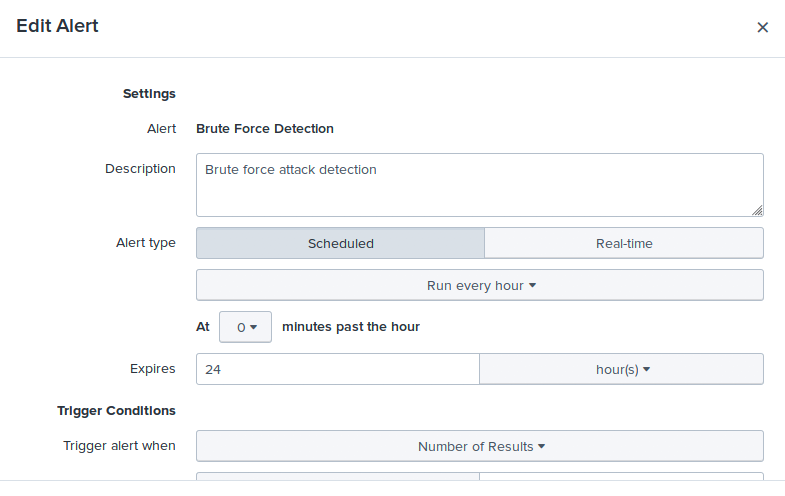 Edit Alert
Settings
Alert Brute Force Detection
Description Brute force attack detection
Alert type Scheduled Real-time
Run every hour
At 0 minutes past the hour
Expires 24 hour(s)
Trigger Conditions
Trigger alert when Number of Results